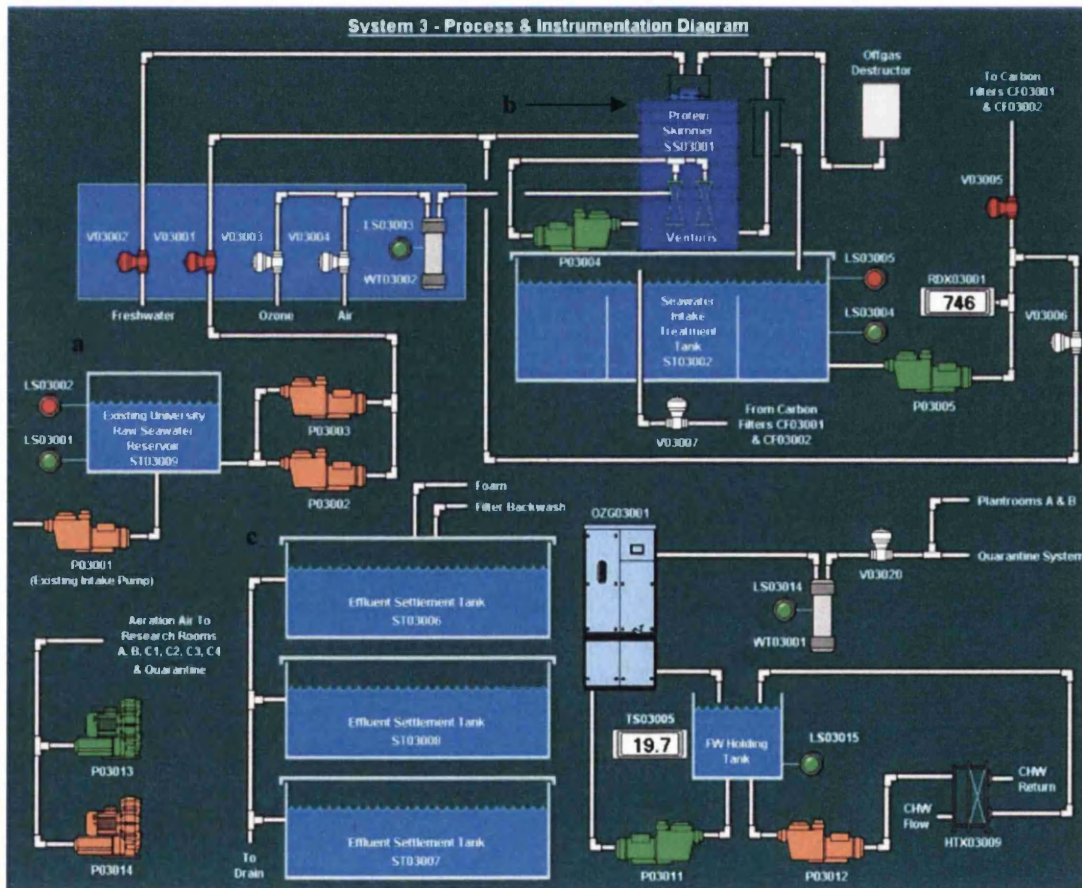 System 3 - Process & Instrumentation Diagram
Offgas
Destructor
To Carbon
Filters CF03001
& CF03002
b
Protein
Skimmer
SS03001
V03005
V03002
V03001
V03003
V03004
LS03003
WT03002
P03004
Venturis
LS03005
RDX03001
746
LS03004
V03006
Freshwater
Ozone
Air
Seawater
Intake
Treatment
Tank
ST03002
a
LS03002
Existing University
Raw Seawater
Reservoir
ST03009
LS03001
P03003
P03005
From Carbon
Filters CF03001
& CF03002
V03007
P03002
P03001
(Existing Intake Pump)
Foam
Filter Backwash
c
OZG03001
Plantrooms A & B
Quarantine System
V03020
LS03014
WT03001
Effluent Settlement Tank
ST03006
Aeration Air To
Research Rooms
A, B, C1, C2, C3, C4
& Quarantine
Effluent Settlement Tank
ST03008
TS03005
19.7
FW Holding
Tank
LS03015
P03013
CHW
Return
CHW
Flow
HTX03009
Effluent Settlement Tank
ST03007
P03014
To
Drain
P03011
P03012